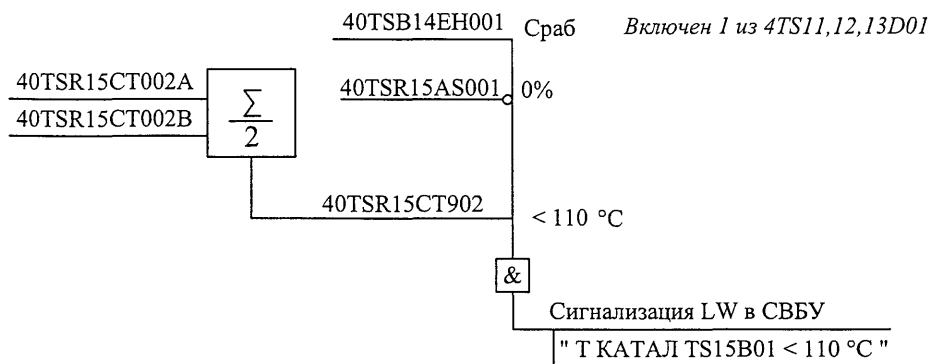 40TSB14EH001 Сраб Включен 1 из 4TS11,12,13D01
40TSR15CT002A
40TSR15CT002B
Σ
2
40TSR15AS001 0%
40TSR15CT902 < 110 °C
&
Сигнализация LW в СВБУ
" Т КАТАЛ TS15B01 < 110 °C "